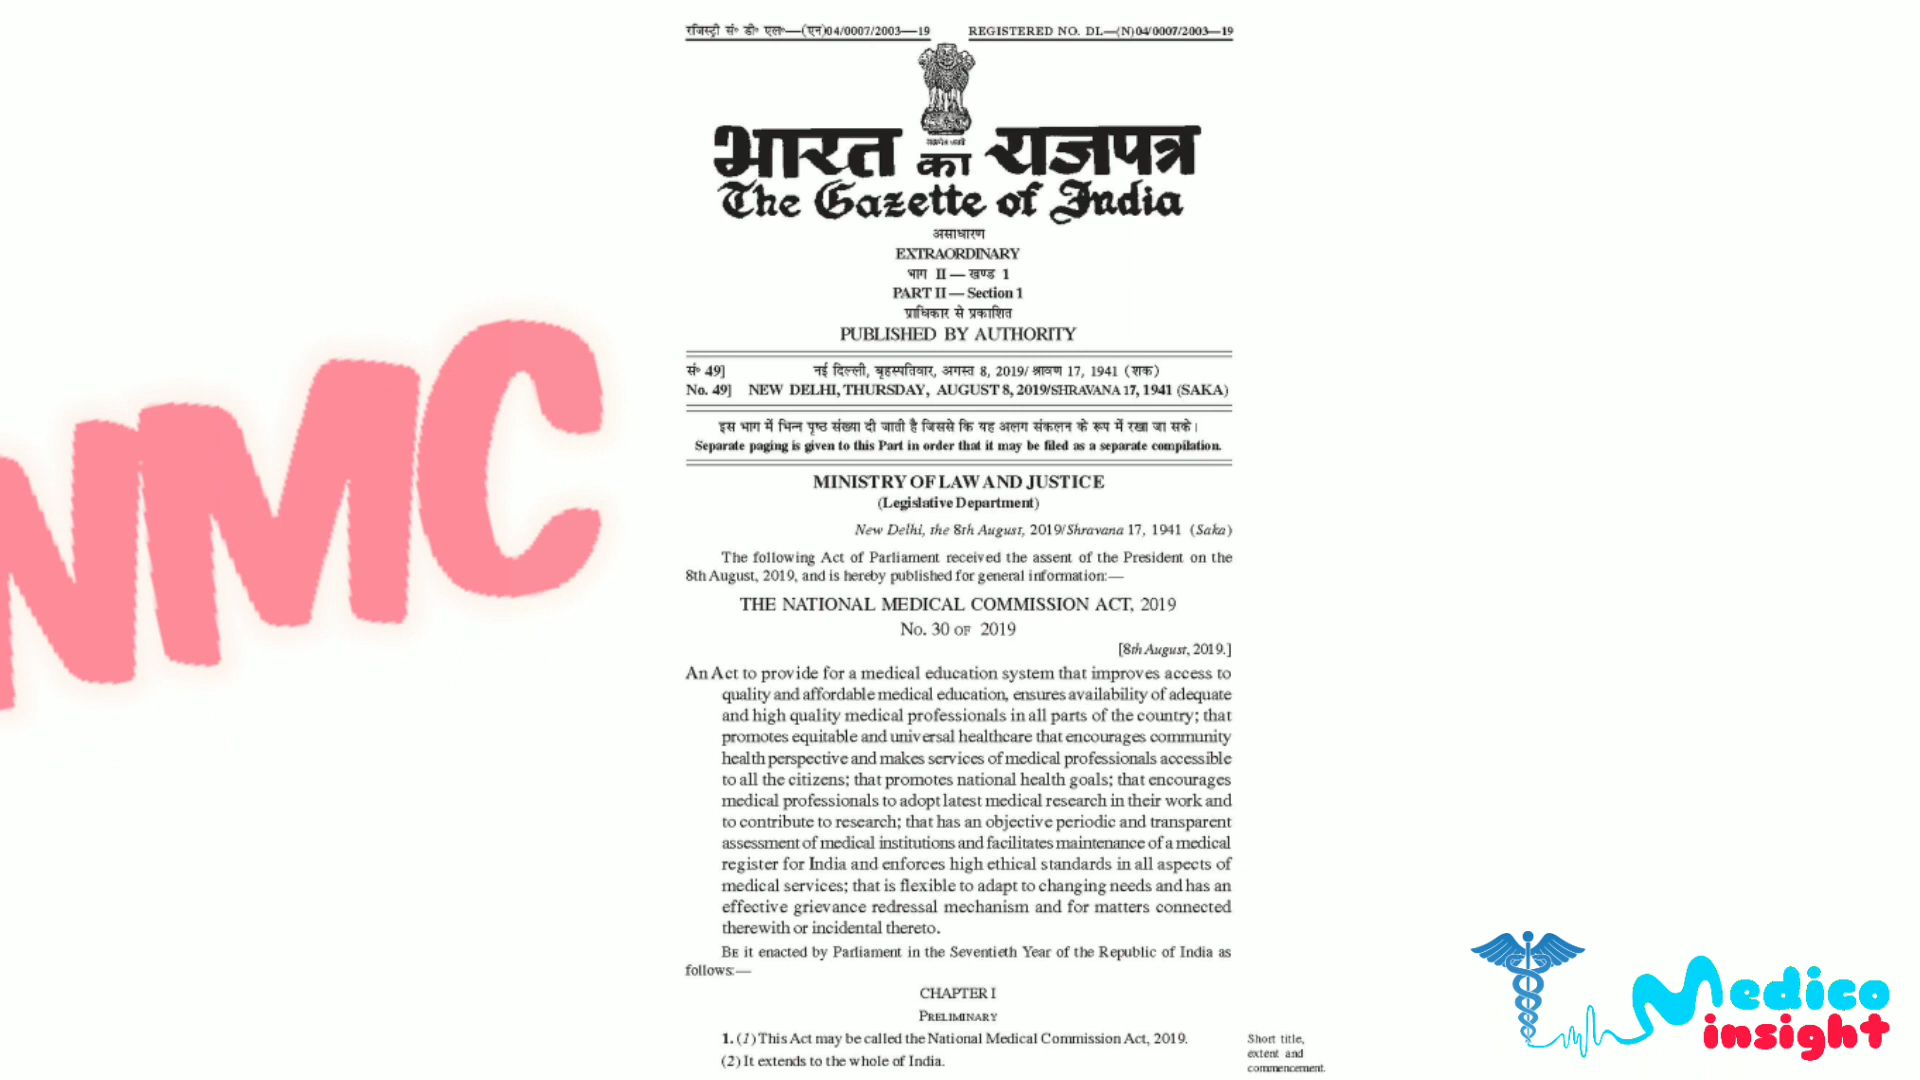 रजिस्ट्री सं॰ डी॰ एल॰—(एन)04/0007/2003—19
REGISTERED NO. DL—(N)04/0007/2003—19
भारत का राजपत्र
The Gazette of India
असाधारण
EXTRAORDINARY
भाग II — खण्ड 1
PART II — Section 1
प्राधिकार से प्रकाशित
PUBLISHED BY AUTHORITY
सं॰ 49] नई दिल्ली, बृहस्पतिवार, अगस्त 8, 2019/ श्रावण 17, 1941 (शक)
No. 49] NEW DELHI, THURSDAY, AUGUST 8, 2019/SHRAVANA 17, 1941 (SAKA)
इस भाग में भिन्न पृष्ठ संख्या दी जाती है जिससे कि यह अलग संकलन के रूप में रखा जा सके।
Separate paging is given to this Part in order that it may be filed as a separate compilation.
MINISTRY OF LAW AND JUSTICE
(Legislative Department)
New Delhi, the 8th August, 2019/Shravana 17, 1941 (Saka)
The following Act of Parliament received the assent of the President on the
8th August, 2019, and is hereby published for general information:—
THE NATIONAL MEDICAL COMMISSION ACT, 2019
No. 30 OF 2019
[8th August, 2019.]
An Act to provide for a medical education system that improves access to
quality and affordable medical education, ensures availability of adequate
and high quality medical professionals in all parts of the country; that
promotes equitable and universal healthcare that encourages community
health perspective and makes services of medical professionals accessible
to all the citizens; that promotes national health goals; that encourages
medical professionals to adopt latest medical research in their work and
to contribute to research; that has an objective periodic and transparent
assessment of medical institutions and facilitates maintenance of a medical
register for India and enforces high ethical standards in all aspects of
medical services; that is flexible to adapt to changing needs and has an
effective grievance redressal mechanism and for matters connected
therewith or incidental thereto.
BE it enacted by Parliament in the Seventieth Year of the Republic of India as
follows:—
CHAPTER I
PRELIMINARY
1. (1) This Act may be called the National Medical Commission Act, 2019.
(2) It extends to the whole of India.
Short title,
extent and
commencement.
NMC
Medico
insight